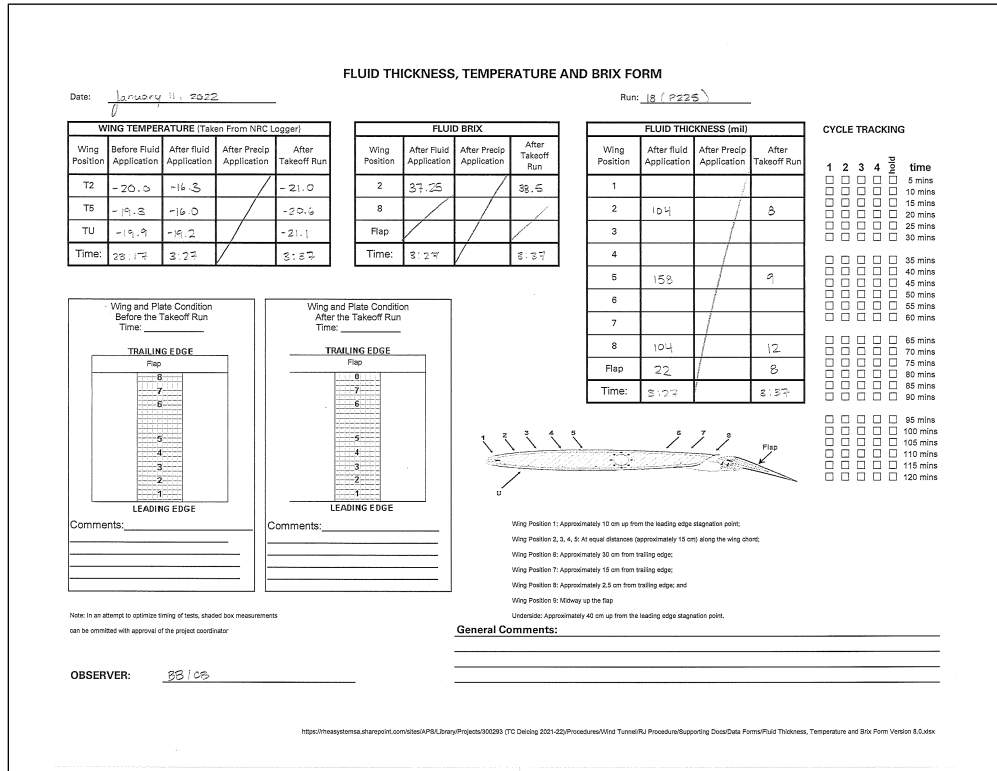 FLUID THICKNESS, TEMPERATURE AND BRIX FORM
Date: January 11, 2022
Run: 18 (P225)
WING TEMPERATURE (Taken From NRC Logger)
Wing Position Before Fluid Application After fluid Application After Precip Application After Takeoff Run
T2 -20.0 -16.3 -21.0
T5 -19.3 -16.0 -20.6
TU -19.9 -19.2 -21.1
Time: 3:27 3:37
FLUID BRIX
Wing Position After Fluid Application After Precip Application After Takeoff Run
2 37.25 38.5
8
Flap
Time: 3:27 3:37
FLUID THICKNESS (mil)
Wing Position After fluid Application After Precip Application After Takeoff Run
1
2 104 8
3
4
5 158 9
6
7
8 104 12
Flap 22 8
Time: 3:27 3:37
CYCLE TRACKING
1 2 3 4 hold time
5 mins
10 mins
15 mins
20 mins
25 mins
30 mins
35 mins
40 mins
45 mins
50 mins
55 mins
60 mins
65 mins
70 mins
75 mins
80 mins
85 mins
90 mins
95 mins
100 mins
105 mins
110 mins
115 mins
120 mins
Wing and Plate Condition
Before the Takeoff Run
Time:
TRAILING EDGE
Flap
8
7
6
5
4
3
2
1
LEADING EDGE
Comments:
Wing and Plate Condition
After the Takeoff Run
Time:
TRAILING EDGE
Flap
8
7
6
5
4
3
2
1
LEADING EDGE
Comments:
1 2 3 4 5 6 7 8 Flap
U
Wing Position 1: Approximately 10 cm up from the leading edge stagnation point;
Wing Position 2, 3, 4, 5: At equal distances (approximately 15 cm) along the wing chord;
Wing Position 6: Approximately 30 cm from trailing edge;
Wing Position 7: Approximately 15 cm from trailing edge;
Wing Position 8: Approximately 2.5 cm from trailing edge; and
Wing Position 9: Midway up the flap
Underside: Approximately 40 cm up from the leading edge stagnation point.
Note: In an attempt to optimize timing of tests, shaded box measurements
can be ommitted with approval of the project coordinator
General Comments:
OBSERVER: BB / CB
https://rheasystemsa.sharepoint.com/sites/APS/Library/Projects/300293 (TC Deicing 2021-22)/Procedures/Wind Tunnel/RJ Procedure/Supporting Docs/Data Forms/Fluid Thickness, Temperature and Brix Form Version 8.0.xlsx